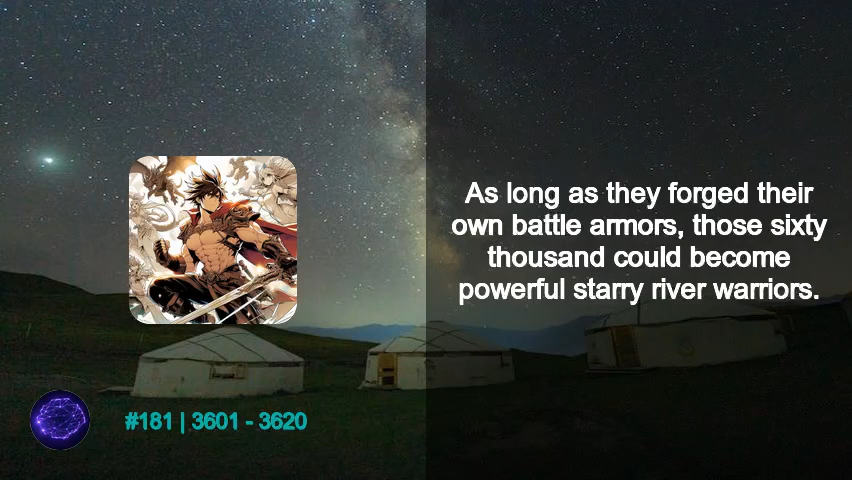 As long as they forged their
own battle armors, those sixty
thousand could become
powerful starry river warriors.
#181 | 3601 - 3620